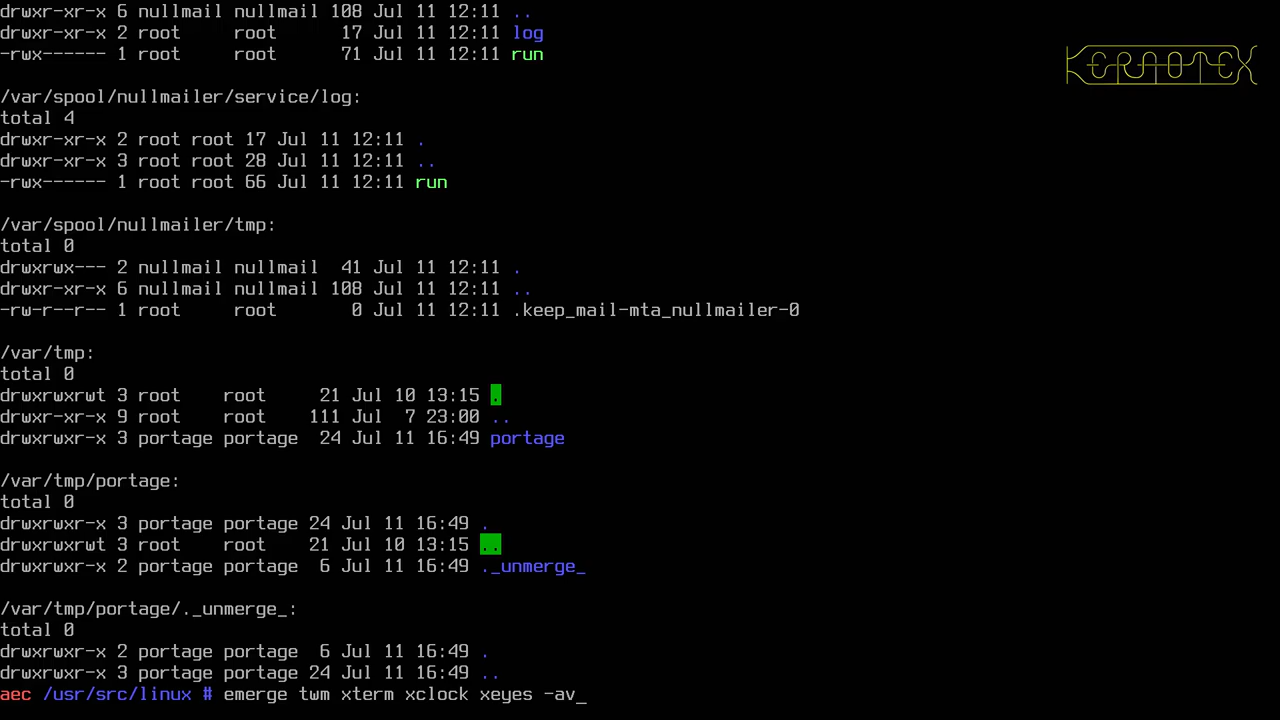 drwxr-xr-x 6 nullmail nullmail 108 Jul 11 12:11 ..
drwxr-xr-x 2 root     root      17 Jul 11 12:11 log
-rwx------ 1 root     root      71 Jul 11 12:11 run
KERAOTEX
/var/spool/nullmailer/service/log:
total 4
drwxr-xr-x 2 root root 17 Jul 11 12:11 .
drwxr-xr-x 3 root root 28 Jul 11 12:11 ..
-rwx------ 1 root root 66 Jul 11 12:11 run
/var/spool/nullmailer/tmp:
total 0
drwxrwx--- 2 nullmail nullmail  41 Jul 11 12:11 .
drwxr-xr-x 6 nullmail nullmail 108 Jul 11 12:11 ..
-rw-r--r-- 1 root     root       0 Jul 11 12:11 .keep_mail-mta_nullmailer-0
/var/tmp:
total 0
drwxrwxrwt 3 root    root     21 Jul 10 13:15 .
drwxr-xr-x 9 root    root    111 Jul  7 23:00 ..
drwxrwxr-x 3 portage portage  24 Jul 11 16:49 portage
/var/tmp/portage:
total 0
drwxrwxr-x 3 portage portage 24 Jul 11 16:49 .
drwxrwxrwt 3 root    root    21 Jul 10 13:15 ..
drwxrwxr-x 2 portage portage  6 Jul 11 16:49 ._unmerge_
/var/tmp/portage/._unmerge_:
total 0
drwxrwxr-x 2 portage portage  6 Jul 11 16:49 .
drwxrwxr-x 3 portage portage 24 Jul 11 16:49 ..
aec /usr/src/linux # emerge twm xterm xclock xeyes -av_